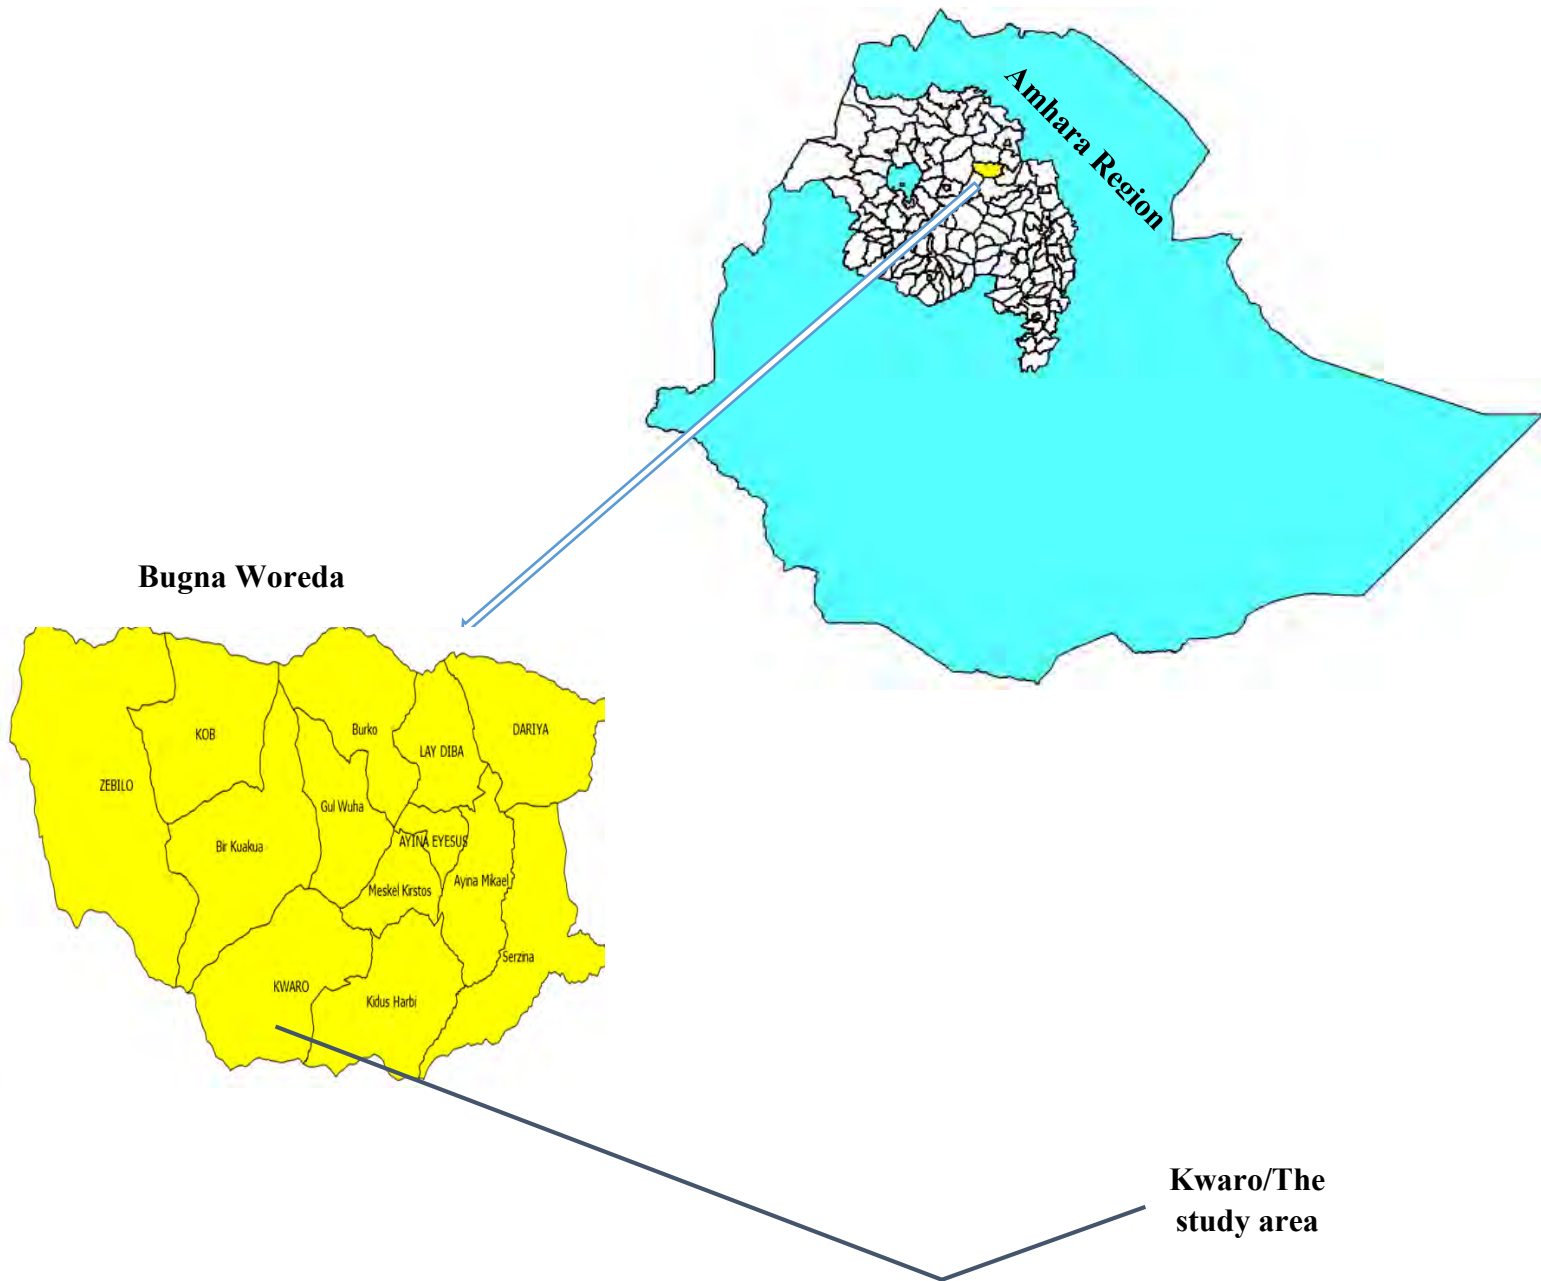 Amhara Region
Bugna Woreda
Burko
DARIYA
KOB
LAY DIBA
ZEBILO
Gul Wuha
AYINA EYESUS
Bir Kuakua
Ayina Mikael
Meskel Kirstos
Serzina
KWARO
Kidus Harbi
Kwaro/The
study area